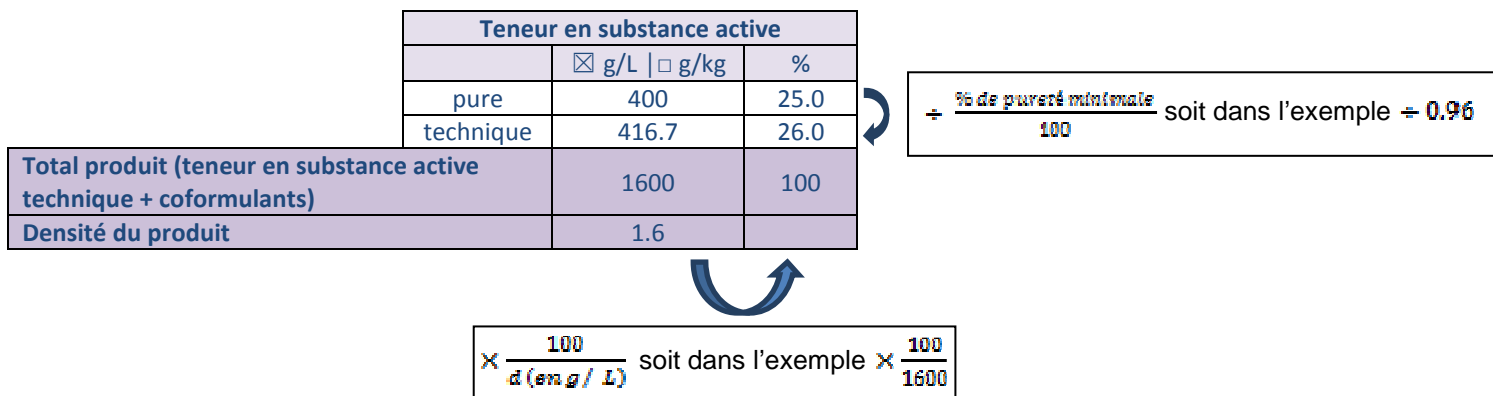 Teneur en substance active
☒ g/L | □ g/kg %
pure 400 25.0
technique 416.7 26.0
÷ % de pureté minimale / 100 soit dans l'exemple ÷ 0.96
Total produit (teneur en substance active
technique + coformulants) 1600 100
Densité du produit 1.6
× 100 / d (en g / L) soit dans l'exemple × 100 / 1600